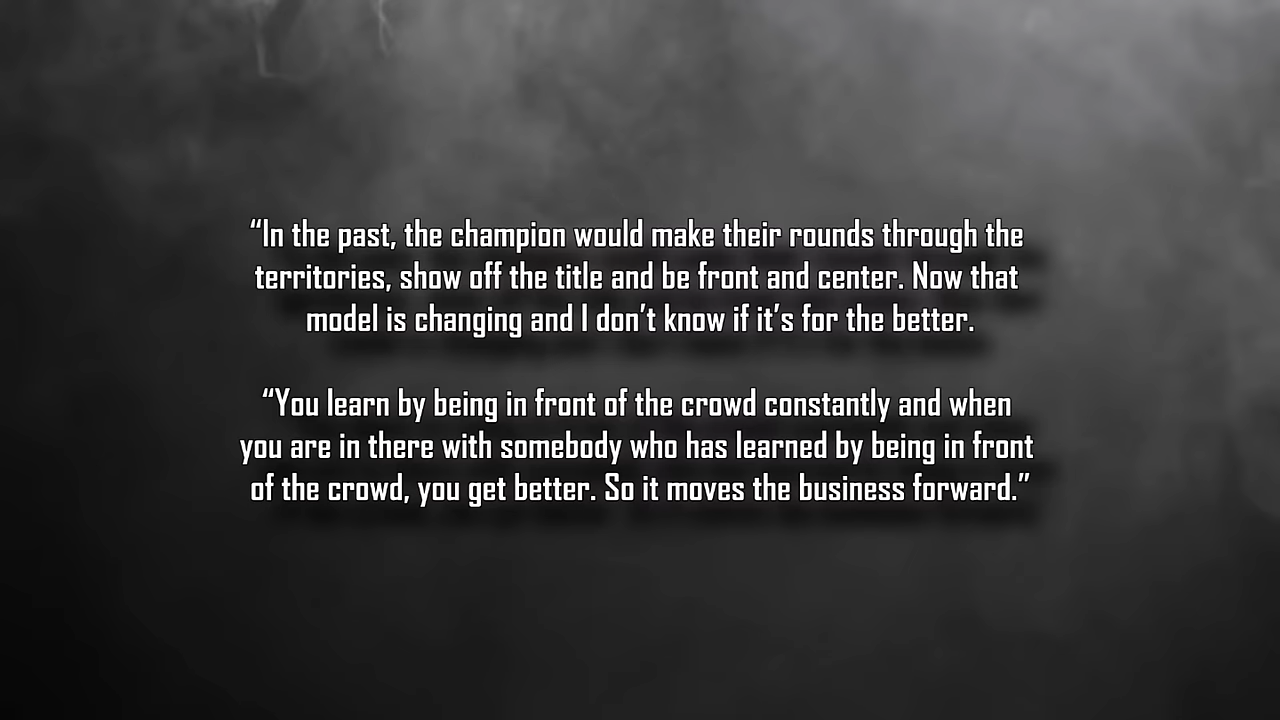 “In the past, the champion would make their rounds through the
territories, show off the title and be front and center. Now that
model is changing and I don’t know if it’s for the better.
“You learn by being in front of the crowd constantly and when
you are in there with somebody who has learned by being in front
of the crowd, you get better. So it moves the business forward.”